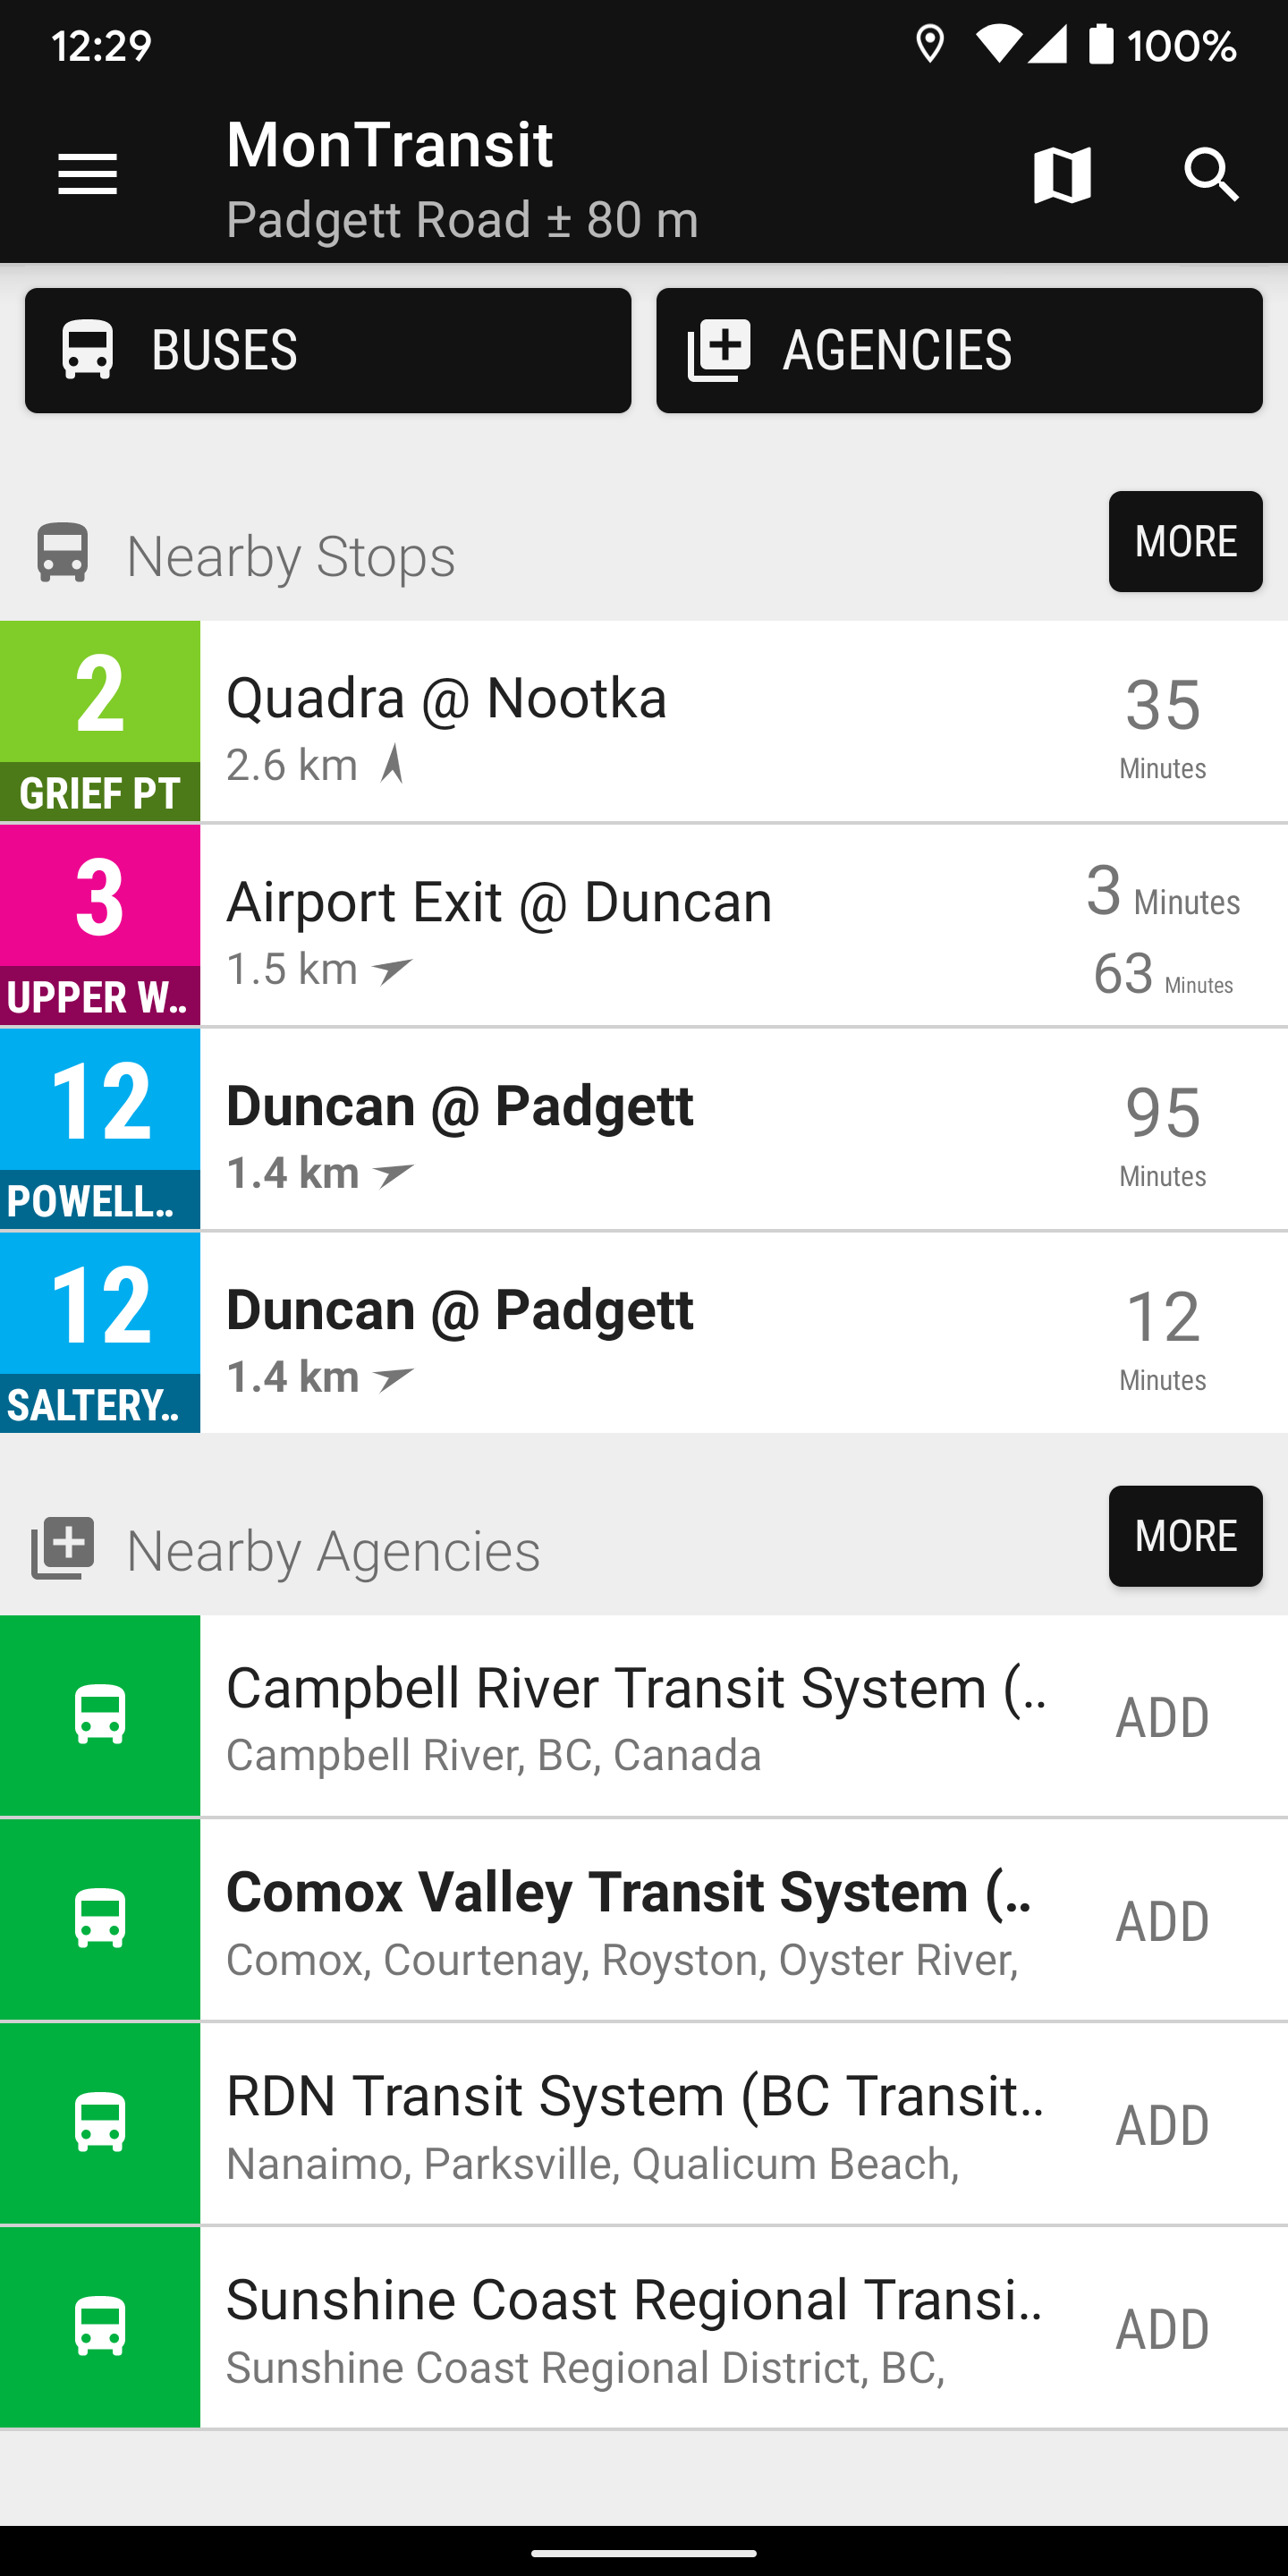 12:29
100%
MonTransit
Padgett Road ± 80 m
BUSES
AGENCIES
Nearby Stops
MORE
2
GRIEF PT
Quadra @ Nootka
2.6 km
35
Minutes
3
UPPER W..
Airport Exit @ Duncan
1.5 km
3 Minutes
63 Minutes
12
POWELL..
Duncan @ Padgett
1.4 km
95
Minutes
12
SALTERY..
Duncan @ Padgett
1.4 km
12
Minutes
Nearby Agencies
MORE
Campbell River Transit System (..
Campbell River, BC, Canada
ADD
Comox Valley Transit System (..
Comox, Courtenay, Royston, Oyster River,
ADD
RDN Transit System (BC Transit..
Nanaimo, Parksville, Qualicum Beach,
ADD
Sunshine Coast Regional Transi..
Sunshine Coast Regional District, BC,
ADD